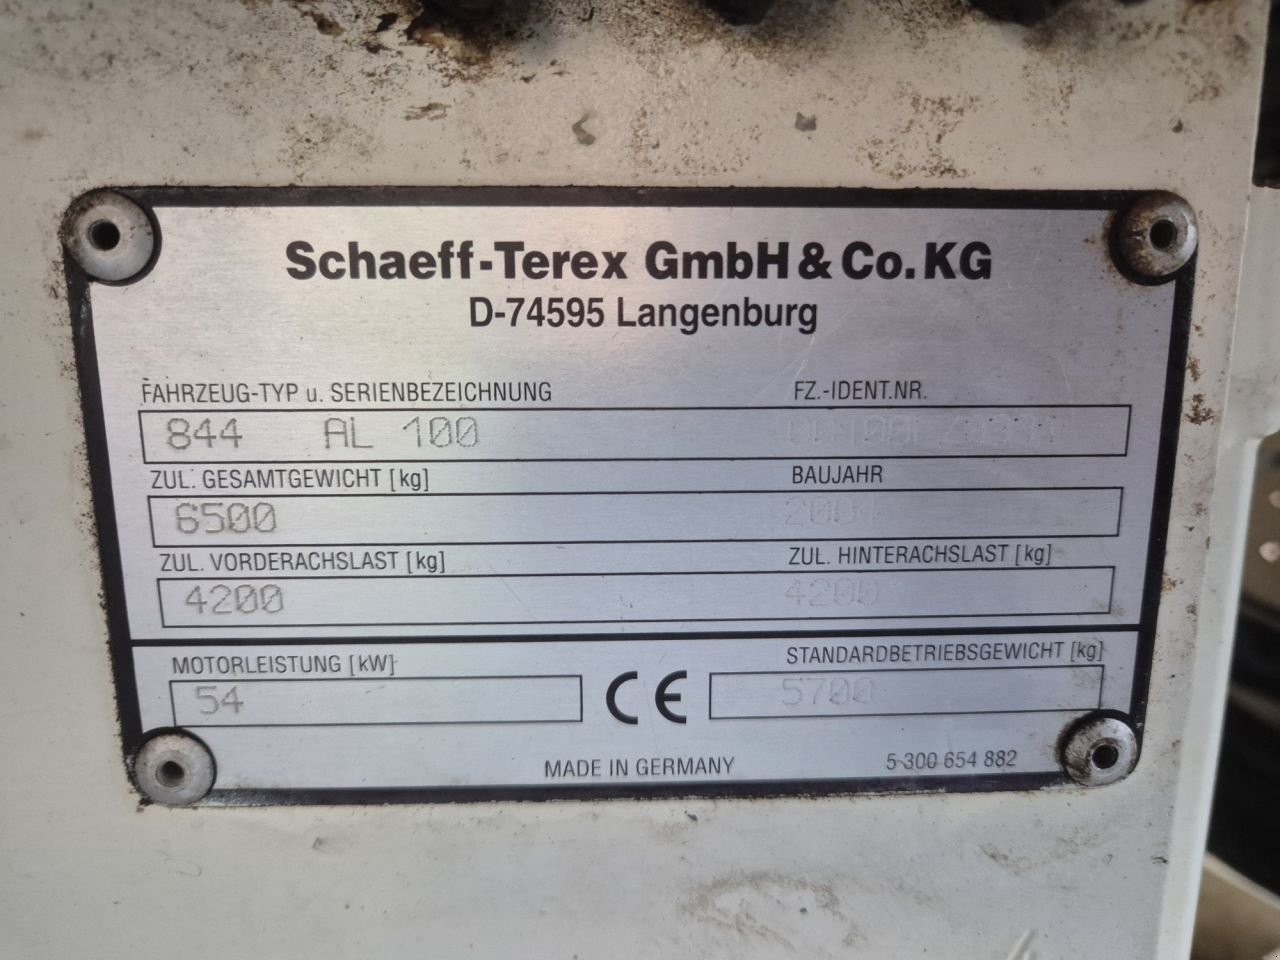 Schaeff-Terex GmbH & Co. KG
D-74595 Langenburg
FAHRZEUG-TYP u. SERIENBEZEICHNUNG FZ.-IDENT.NR.
844 AL 100
ZUL. GESAMTGEWICHT [kg] BAUJAHR
6500 2004
ZUL. VORDERACHSLAST [kg] ZUL. HINTERACHSLAST [kg]
4200 4200
MOTORLEISTUNG [kW] STANDARDBETRIEBSGEWICHT [kg]
54 CE 5700
MADE IN GERMANY 5 300 654 882